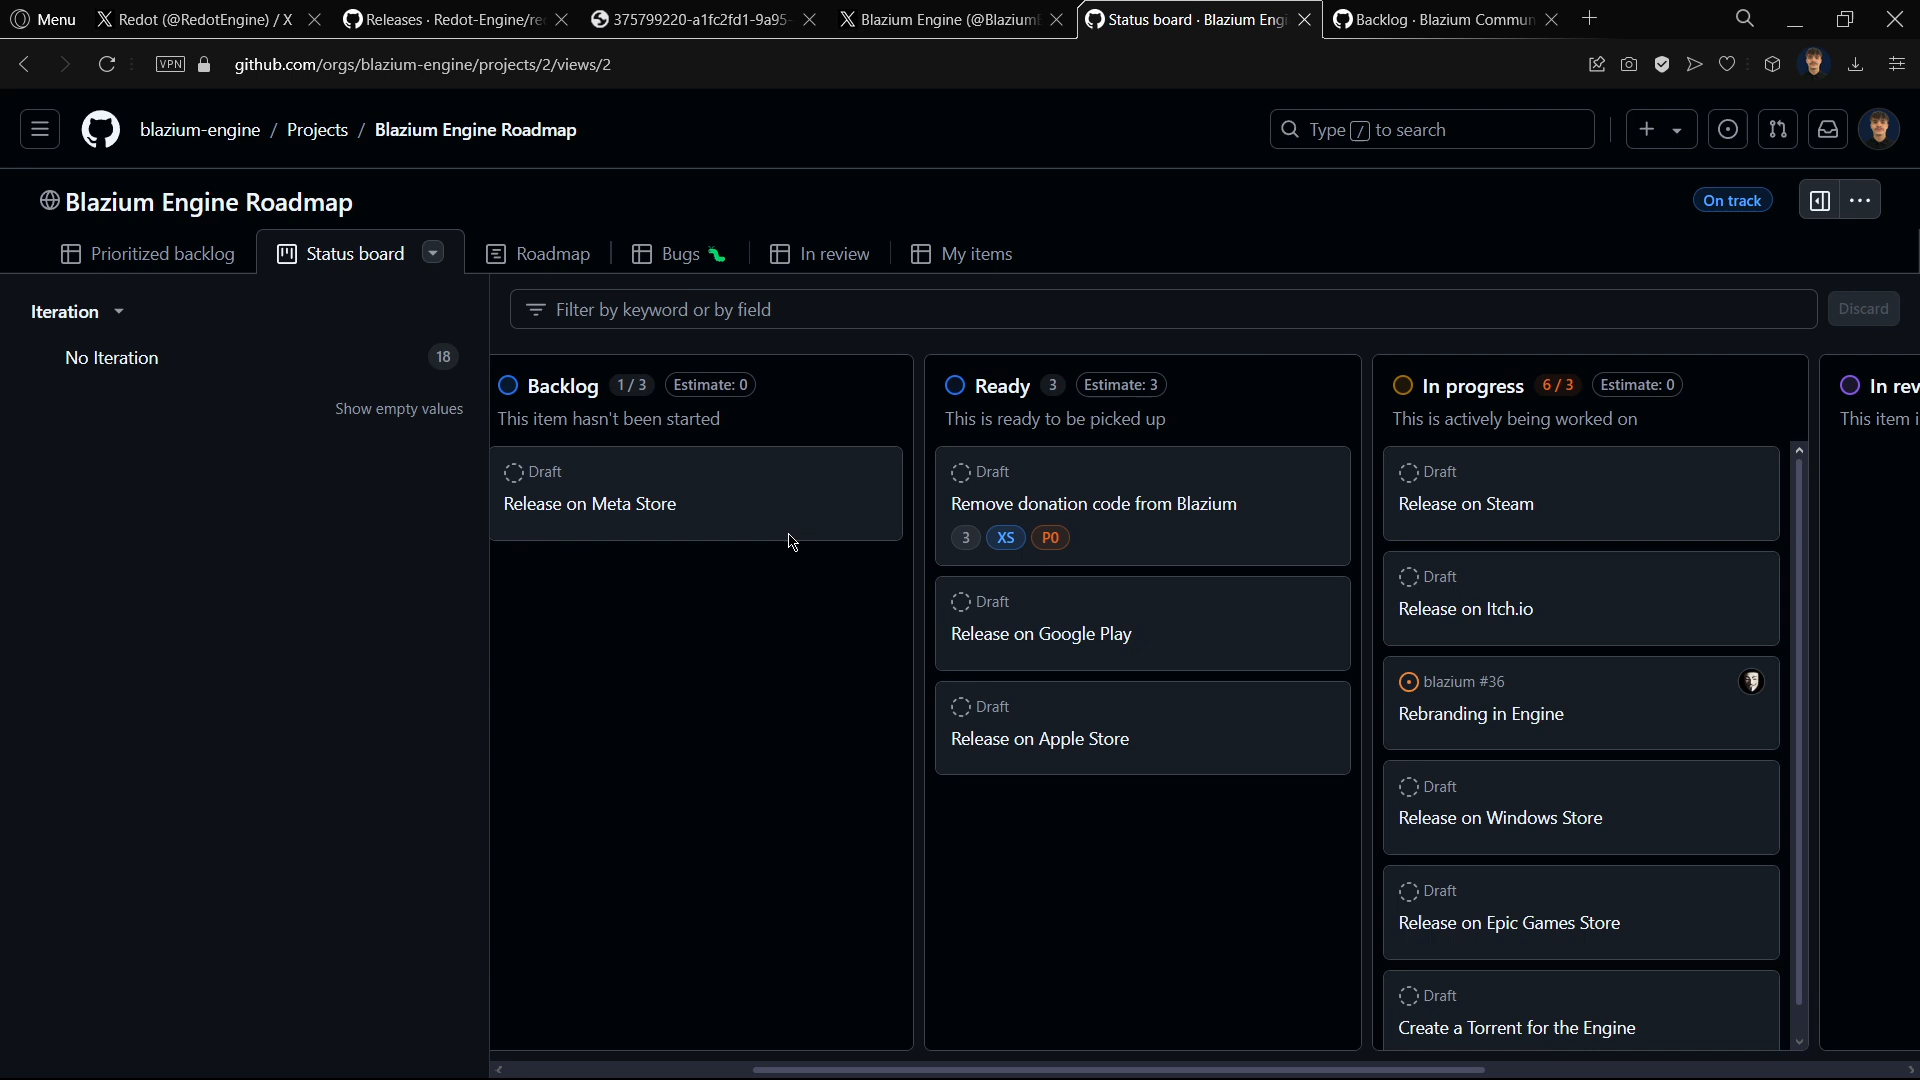 Menu
Redot (@RedotEngine) / X
Releases · Redot-Engine/re
375799220-a1fc2fd1-9a95-
Blazium Engine (@Blazium
Status board · Blazium Engi
Backlog · Blazium Commun
VPN
github.com/orgs/blazium-engine/projects/2/views/2
blazium-engine / Projects / Blazium Engine Roadmap
Type / to search
Blazium Engine Roadmap
On track
Prioritized backlog
Status board
Roadmap
Bugs
In review
My items
Iteration
No Iteration 18
Show empty values
Filter by keyword or by field
Discard
Backlog 1 / 3 Estimate: 0
This item hasn't been started
Draft
Release on Meta Store
Ready 3 Estimate: 3
This is ready to be picked up
Draft
Remove donation code from Blazium
3 XS P0
Draft
Release on Google Play
Draft
Release on Apple Store
In progress 6 / 3 Estimate: 0
This is actively being worked on
Draft
Release on Steam
Draft
Release on Itch.io
blazium #36
Rebranding in Engine
Draft
Release on Windows Store
Draft
Release on Epic Games Store
Draft
Create a Torrent for the Engine
In rev
This item i